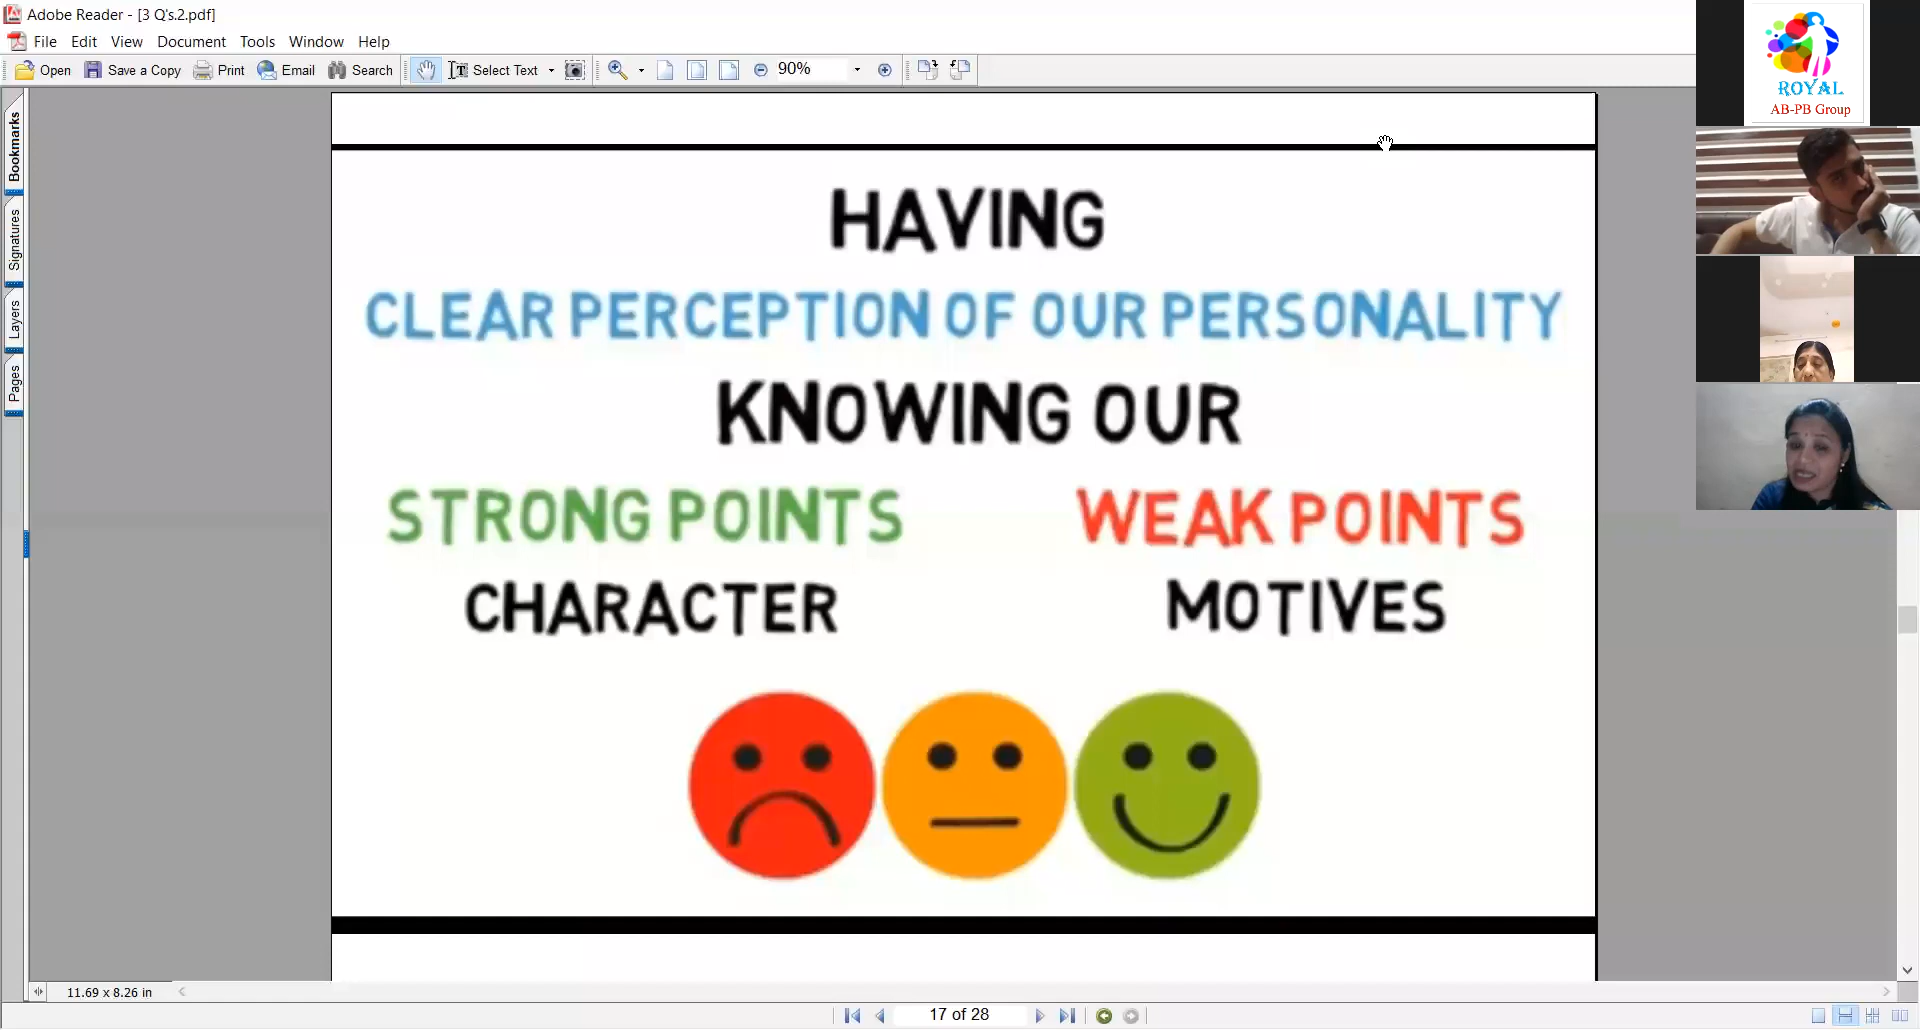 Adobe Reader - [3 Q's.2.pdf]
File Edit View Document Tools Window Help
Open Save a Copy Print Email Search Select Text 90%
ROYAL
AB-PB Group
Bookmarks
Signatures
Layers
Pages
HAVING
CLEAR PERCEPTION OF OUR PERSONALITY
KNOWING OUR
STRONG POINTS WEAK POINTS
CHARACTER MOTIVES
11.69 x 8.26 in
17 of 28